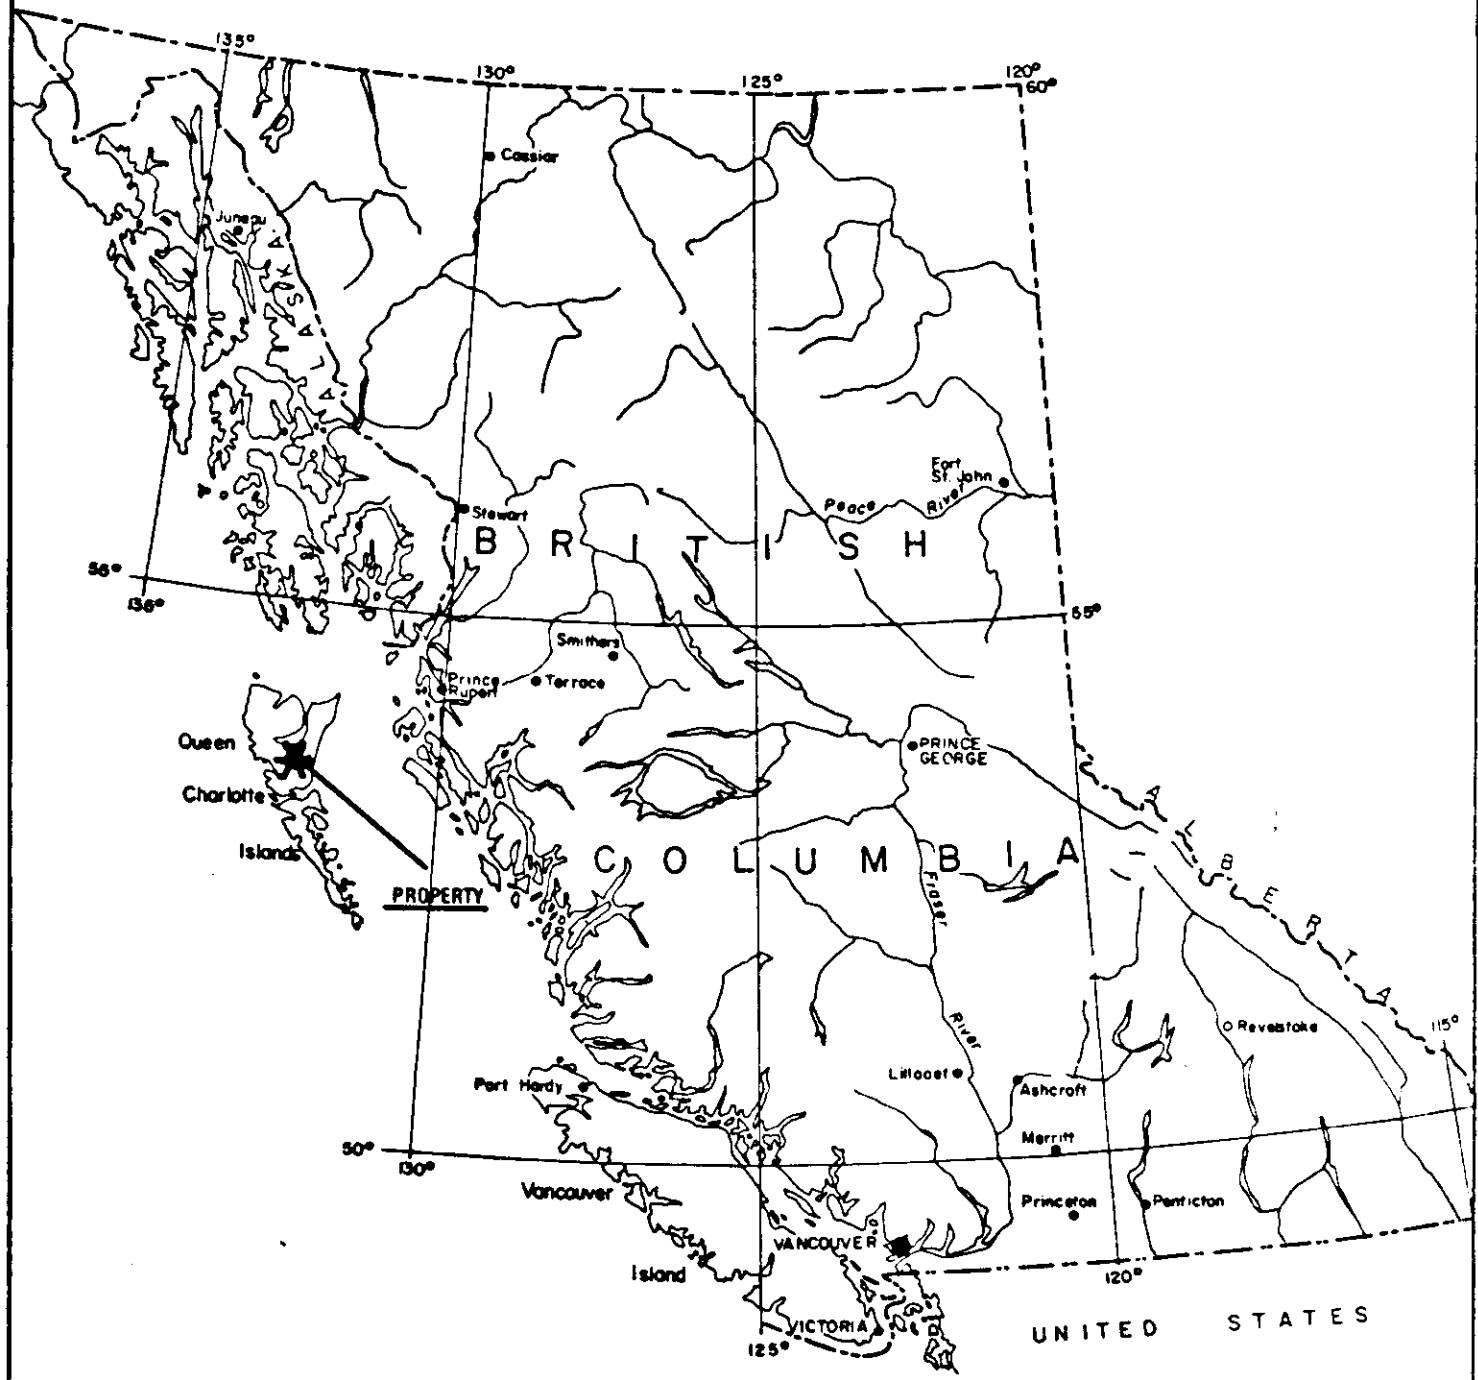 135°
130°
125°
120°
60°
Cassiar
Juneau
ALASKA
Fort
St. John
Peace River
Stewart
BRITISH
56°
136°
55°
Smithers
Terrace
Prince
Rupert
Queen
Charlotte
Islands
PROPERTY
PRINCE
GEORGE
COLUMBIA
ALBERTA
Fraser
River
Revelstoke
115°
Port Hardy
Lillooet
Ashcroft
Merritt
50°
130°
Vancouver
Island
Princeton
Penticton
VANCOUVER
120°
VICTORIA
125°
UNITED STATES